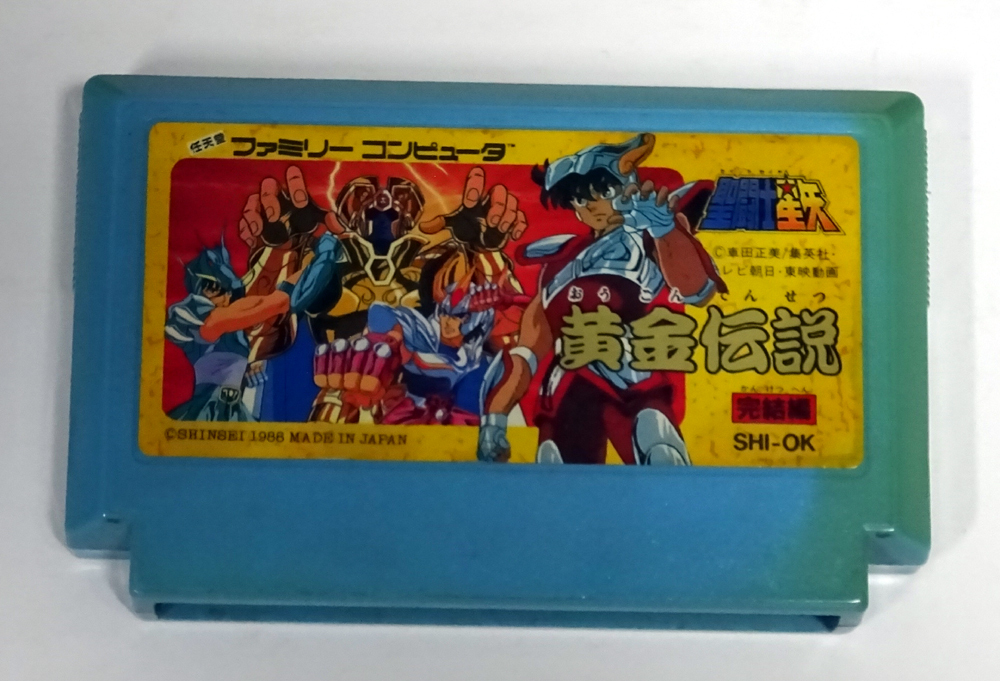 任天堂
ファミリー コンピュータ™
聖闘士星矢
©車田正美/集英社・
テレビ朝日・東映動画
おうごんでんせつ
黄金伝説
かんけつへん
完結編
SHI-OK
©SHINSEI 1988 MADE IN JAPAN